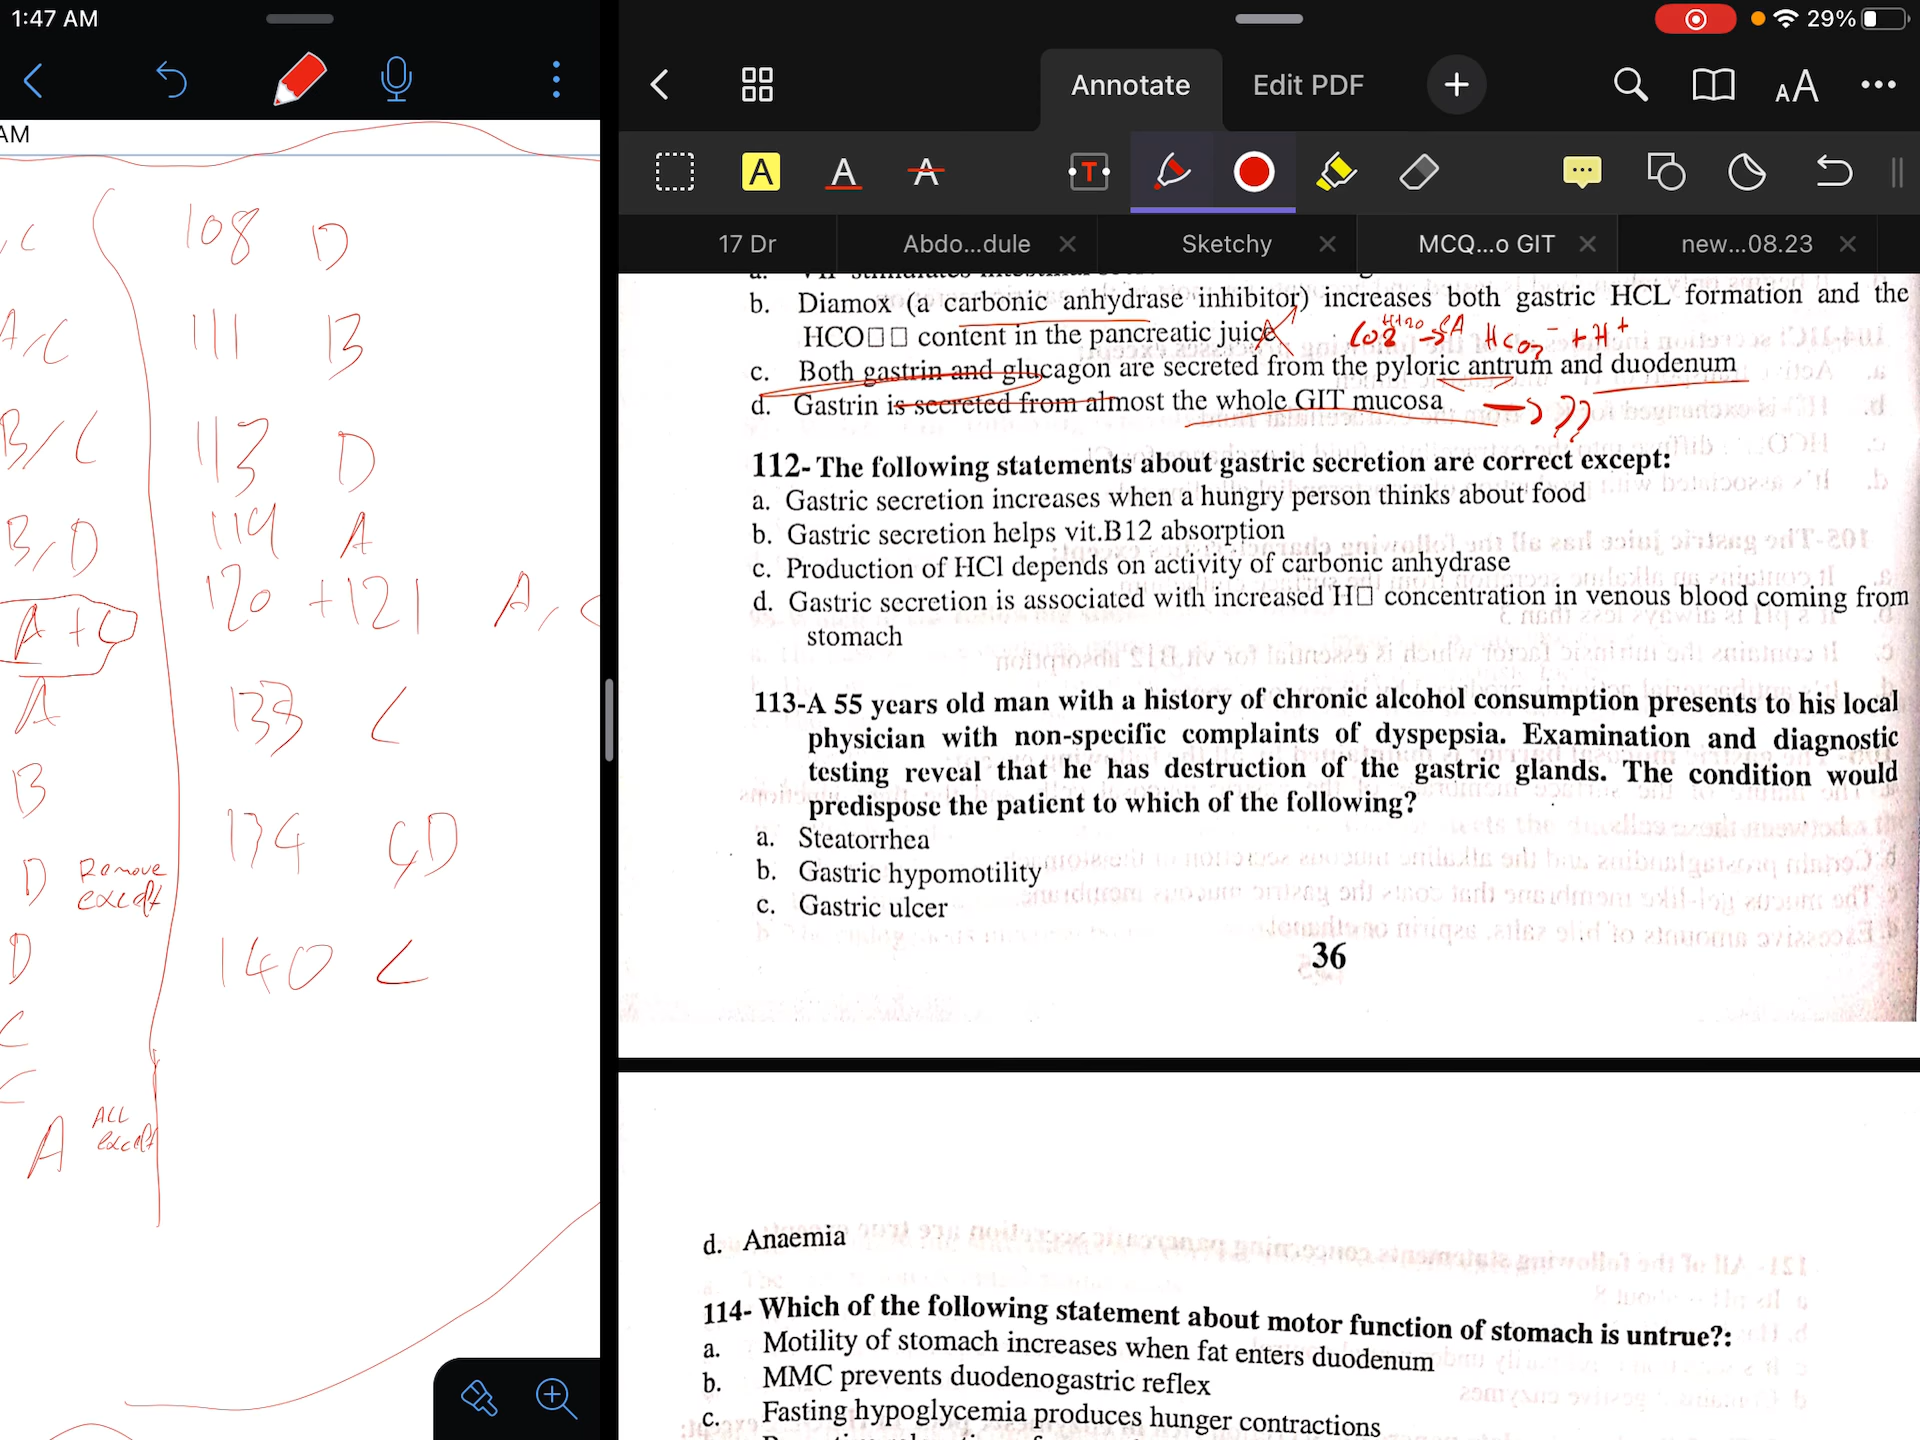 1:47 AM
29%
Annotate
Edit PDF
17 Dr
Abdo...dule
Sketchy
MCQ...o GIT
new...08.23
AM
108 D
A/C
111 B
B/C
113 D
B/D
114 A
120 + 121 A, C
A + C
A
133 C
B
134 C,D
D Remove
except
D
140 C
C
C
A ALL
except
b. Diamox (a carbonic anhydrase inhibitor) increases both gastric HCL formation and the
HCO□□ content in the pancreatic juice
HCO3⁻ + H⁺
c. Both gastrin and glucagon are secreted from the pyloric antrum and duodenum
d. Gastrin is secreted from almost the whole GIT mucosa
112- The following statements about gastric secretion are correct except:
a. Gastric secretion increases when a hungry person thinks about food
b. Gastric secretion helps vit.B12 absorption
c. Production of HCl depends on activity of carbonic anhydrase
d. Gastric secretion is associated with increased H□ concentration in venous blood coming from
stomach
113-A 55 years old man with a history of chronic alcohol consumption presents to his local
physician with non-specific complaints of dyspepsia. Examination and diagnostic
testing reveal that he has destruction of the gastric glands. The condition would
predispose the patient to which of the following?
a. Steatorrhea
b. Gastric hypomotility
c. Gastric ulcer
36
d. Anaemia
114- Which of the following statement about motor function of stomach is untrue?:
a. Motility of stomach increases when fat enters duodenum
b. MMC prevents duodenogastric reflex
c. Fasting hypoglycemia produces hunger contractions